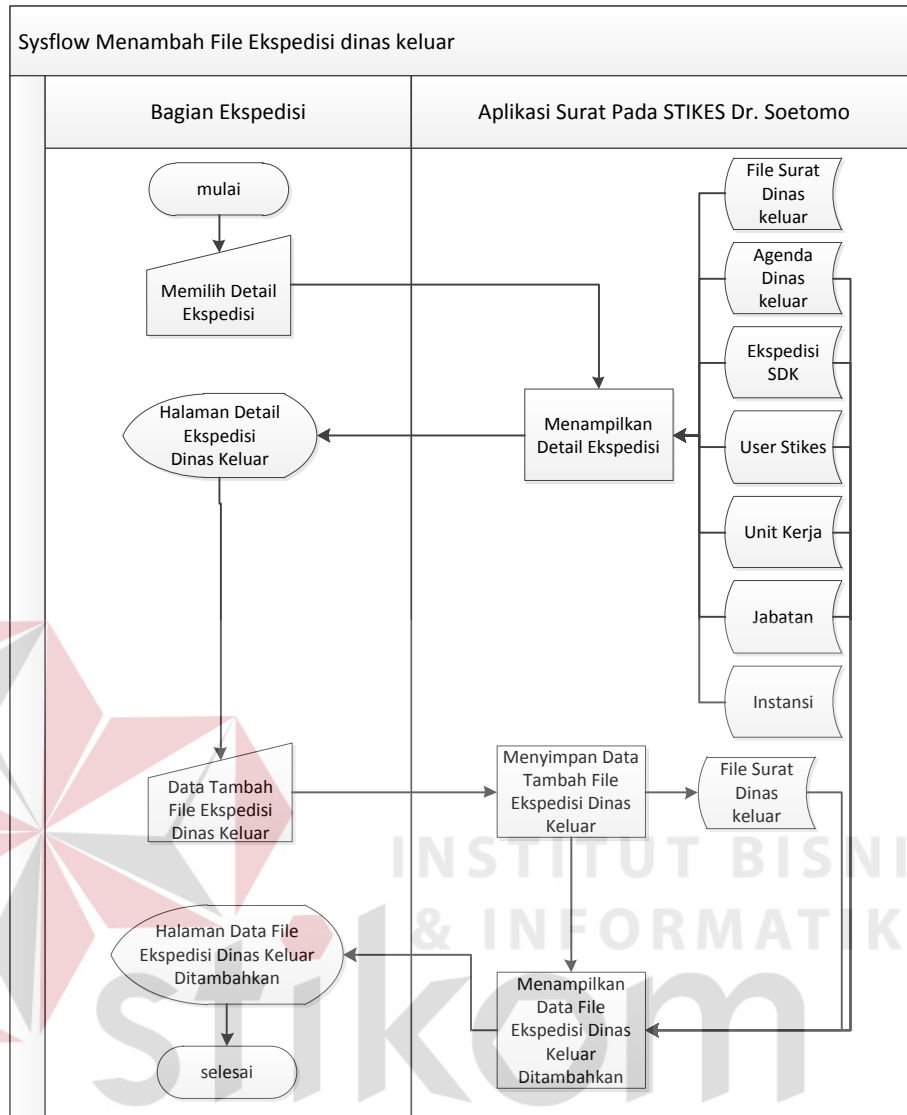 Sysflow Menambah File Ekspedisi dinas keluar
Bagian Ekspedisi
Aplikasi Surat Pada STIKES Dr. Soetomo
mulai
Memilih Detail
Ekspedisi
Halaman Detail
Ekspedisi
Dinas Keluar
Menampilkan
Detail Ekspedisi
File Surat
Dinas
keluar
Agenda
Dinas
keluar
Ekspedisi
SDK
User Stikes
Unit Kerja
Jabatan
Instansi
Data Tambah
File Ekspedisi
Dinas Keluar
Menyimpan Data
Tambah File
Ekspedisi Dinas
Keluar
File Surat
Dinas
keluar
Halaman Data File
Ekspedisi Dinas Keluar
Ditambahkan
Menampilkan
Data File
Ekspedisi Dinas
Keluar
Ditambahkan
selesai
INSTITUT BISNI
& INFORMATIK
stikom